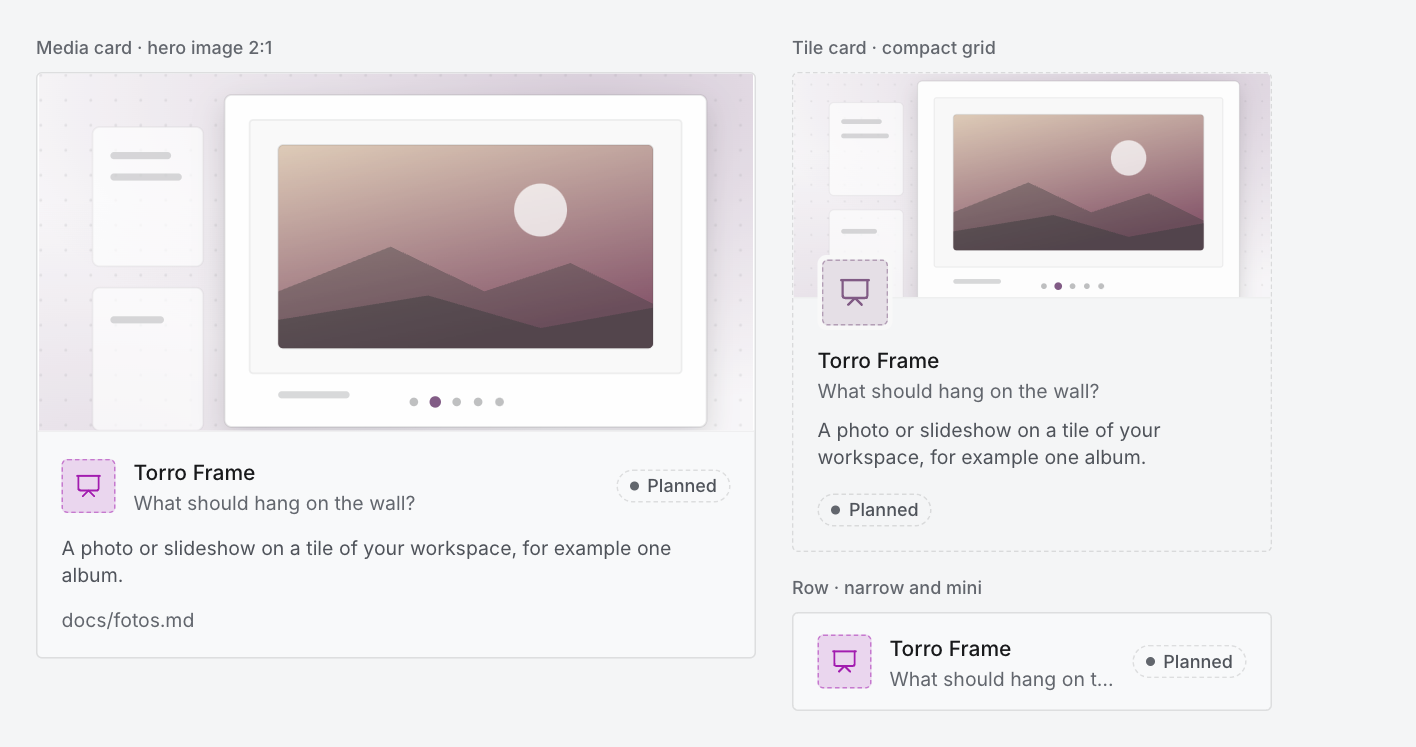 Media card · hero image 2:1
Torro Frame
What should hang on the wall?
Planned
A photo or slideshow on a tile of your workspace, for example one
album.
docs/fotos.md
Tile card · compact grid
Torro Frame
What should hang on the wall?
A photo or slideshow on a tile of your
workspace, for example one album.
Planned
Row · narrow and mini
Torro Frame
What should hang on t...
Planned